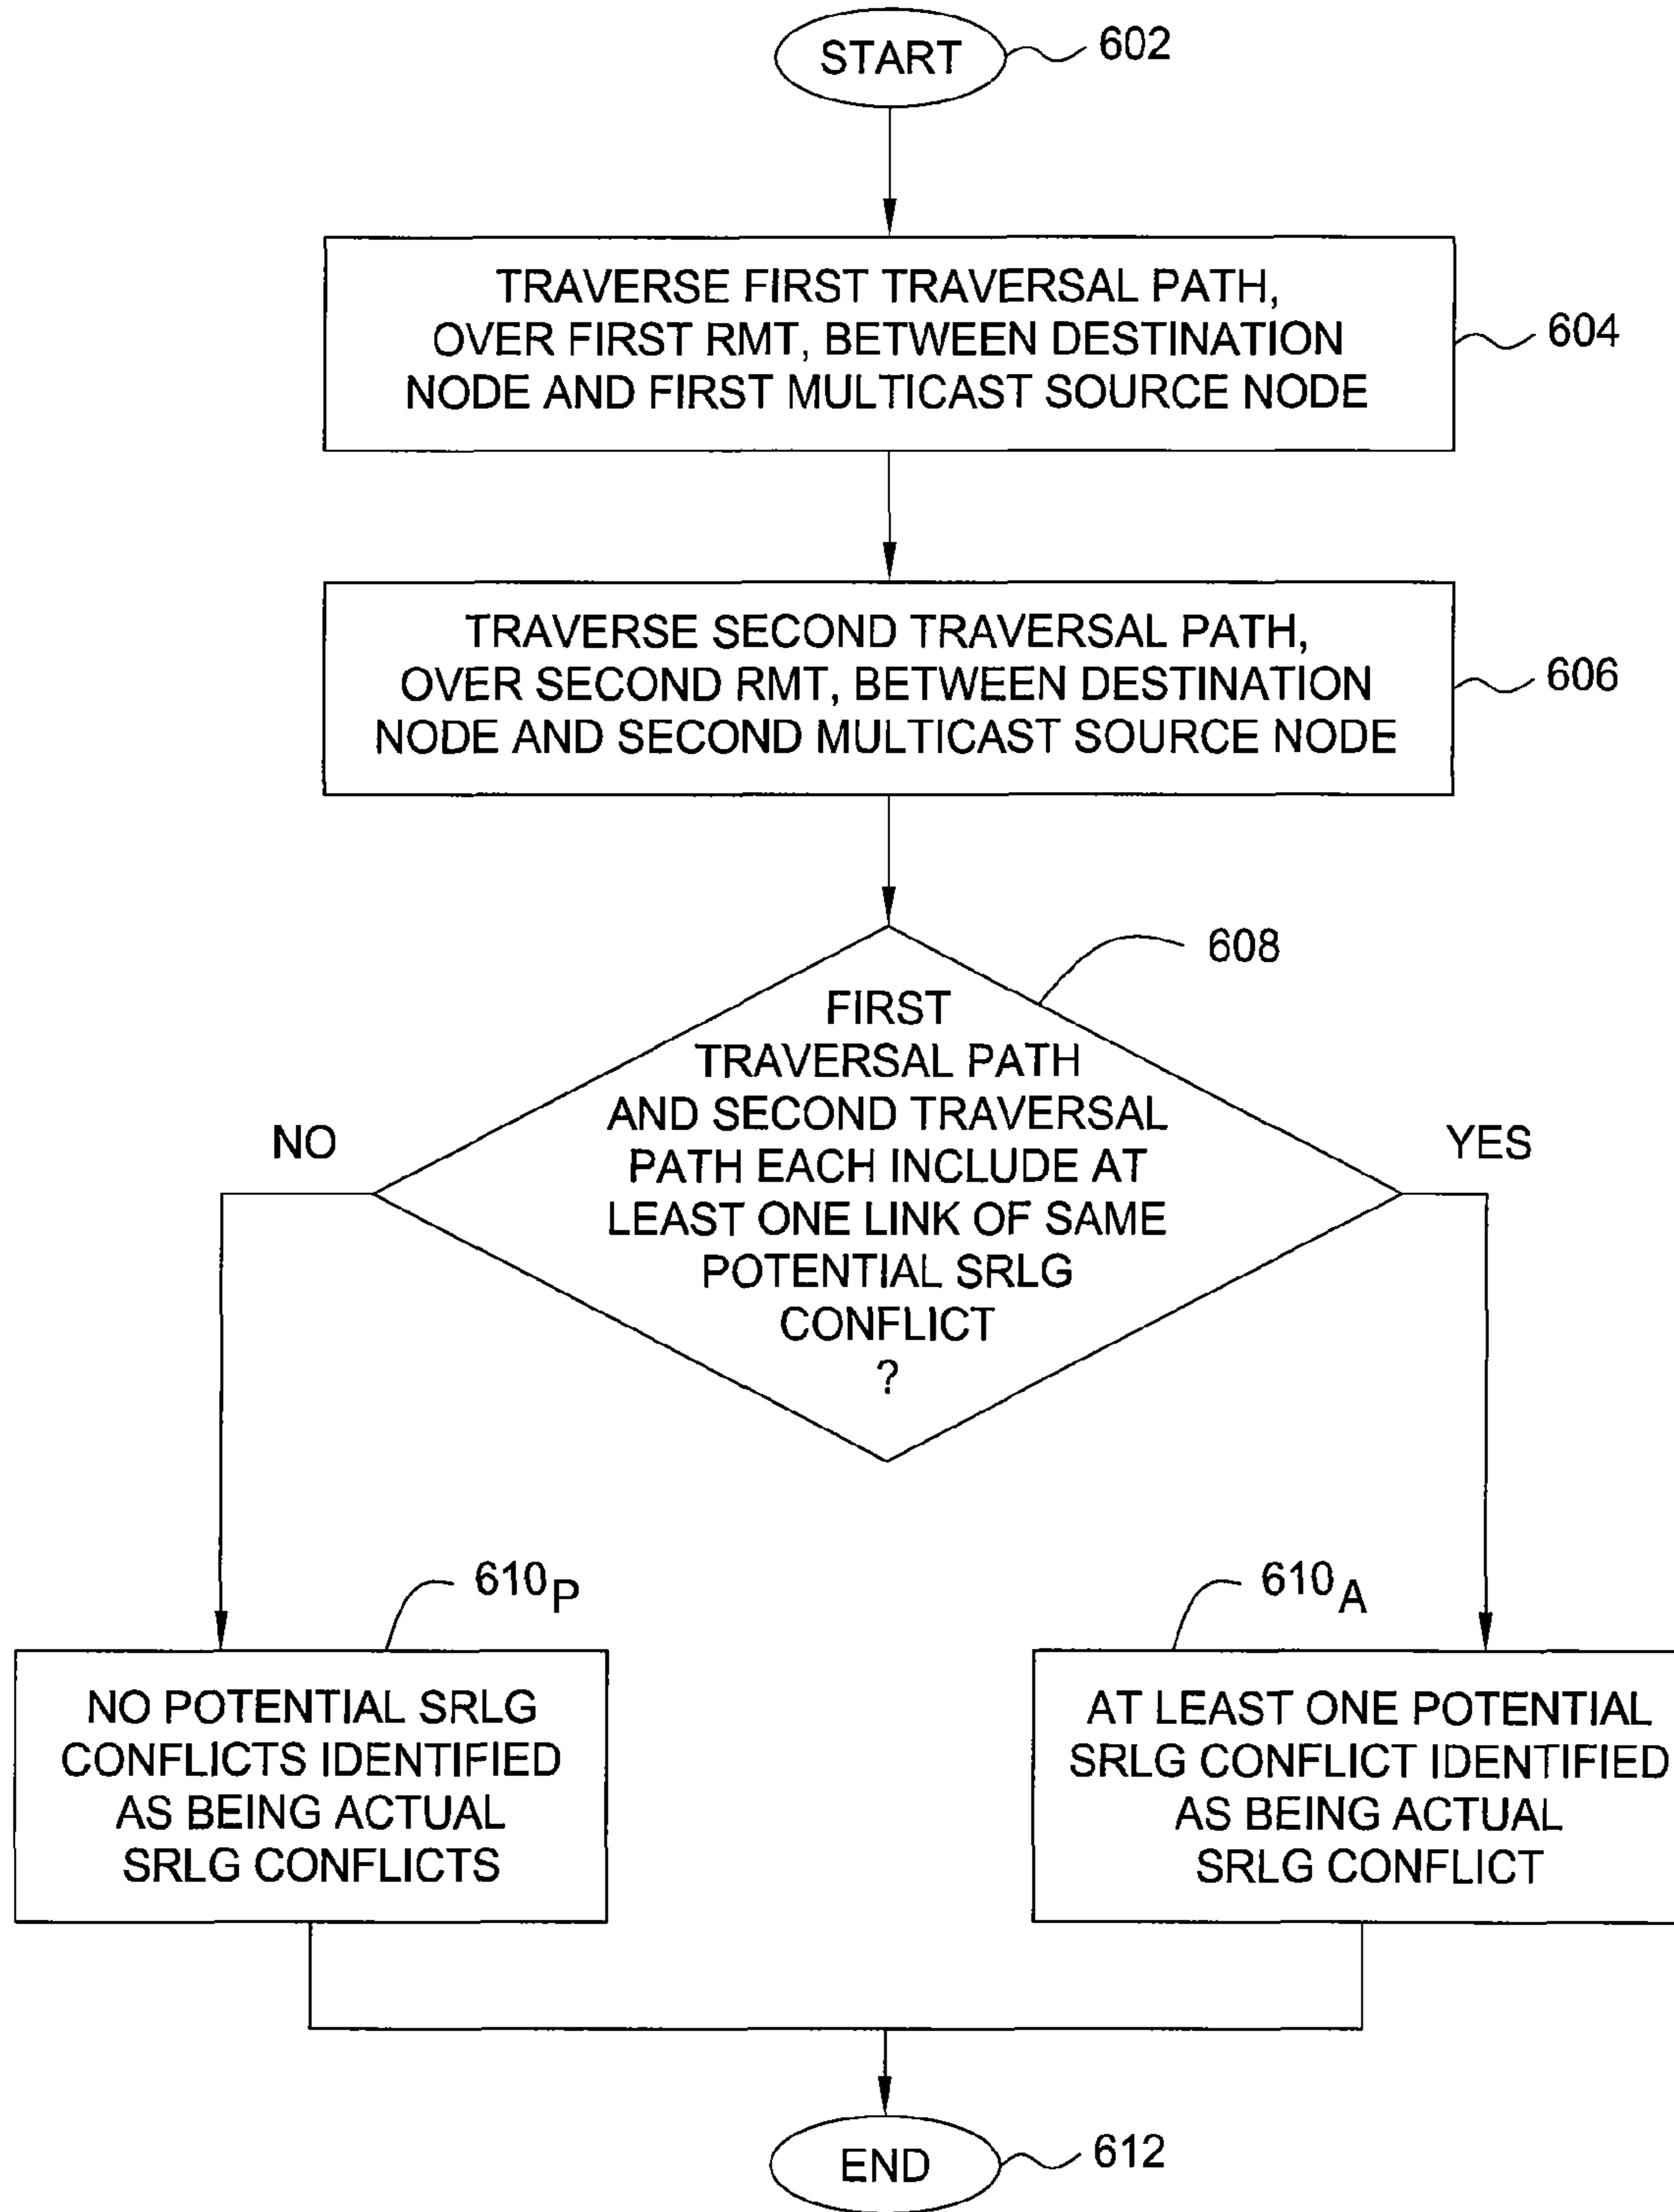 START
602
TRAVERSE FIRST TRAVERSAL PATH,
OVER FIRST RMT, BETWEEN DESTINATION
NODE AND FIRST MULTICAST SOURCE NODE
604
TRAVERSE SECOND TRAVERSAL PATH,
OVER SECOND RMT, BETWEEN DESTINATION
NODE AND SECOND MULTICAST SOURCE NODE
606
608
FIRST
TRAVERSAL PATH
AND SECOND TRAVERSAL
PATH EACH INCLUDE AT
LEAST ONE LINK OF SAME
POTENTIAL SRLG
CONFLICT
?
NO
YES
610P
NO POTENTIAL SRLG
CONFLICTS IDENTIFIED
AS BEING ACTUAL
SRLG CONFLICTS
610A
AT LEAST ONE POTENTIAL
SRLG CONFLICT IDENTIFIED
AS BEING ACTUAL
SRLG CONFLICT
END
612